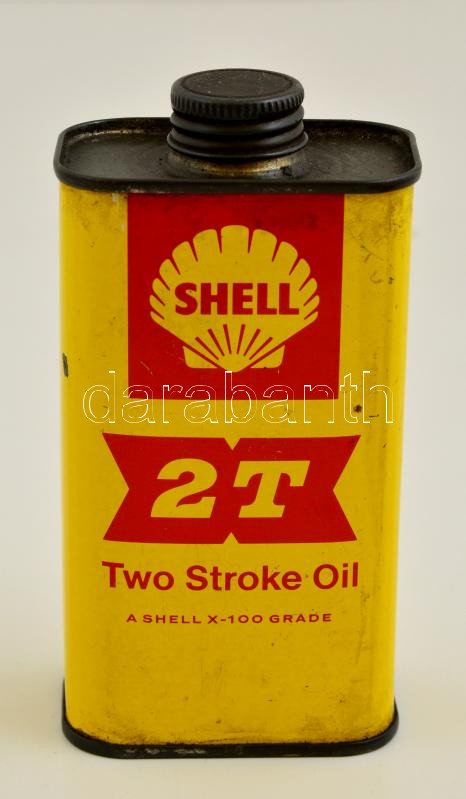 SHELL
darabanth
2T
Two Stroke Oil
A SHELL X-100 GRADE